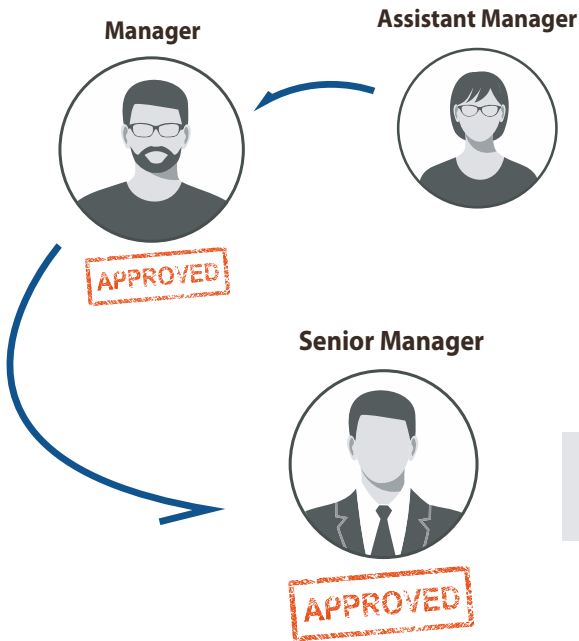 Assistant Manager
Manager
APPROVED
Senior Manager
APPROVED